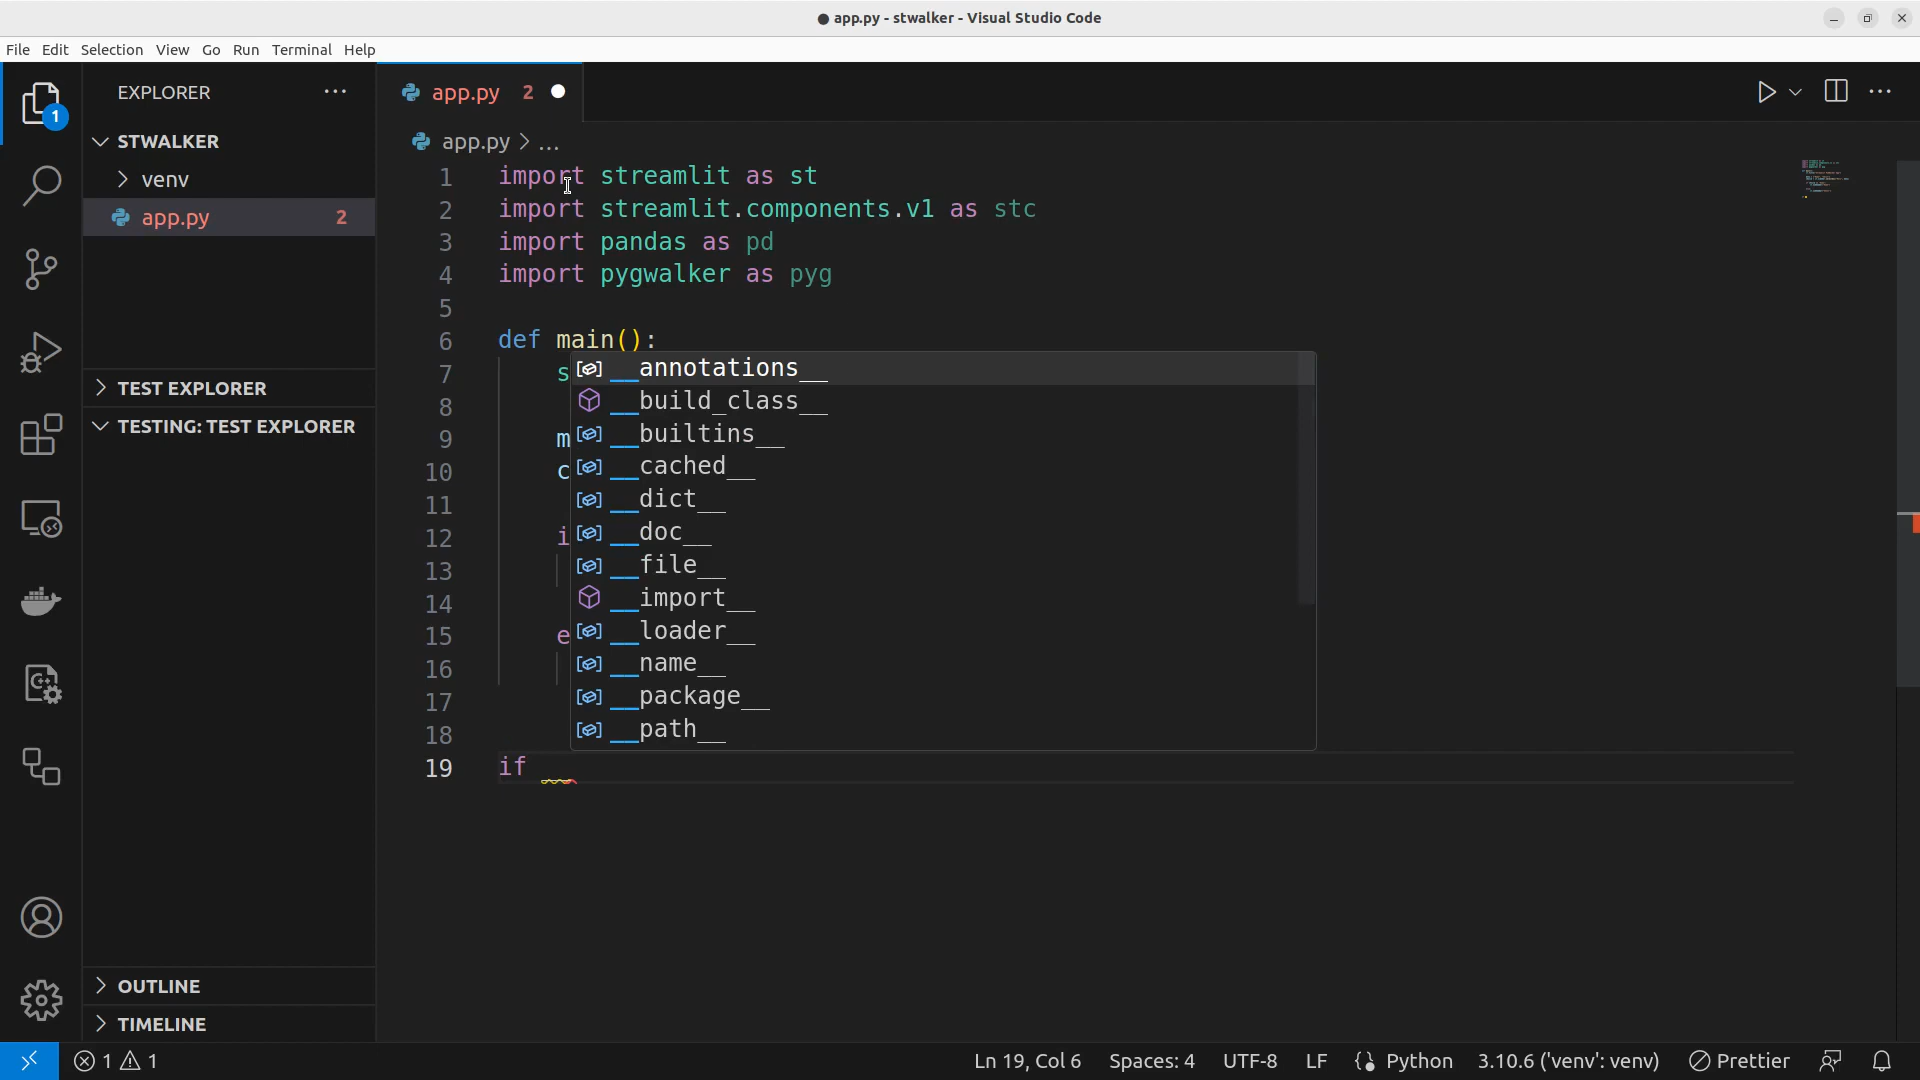 app.py - stwalker - Visual Studio Code
File Edit Selection View Go Run Terminal Help
EXPLORER
1
STWALKER
venv
app.py 2
TEST EXPLORER
TESTING: TEST EXPLORER
OUTLINE
TIMELINE
app.py 2
app.py > ...
1 import streamlit as st
2 import streamlit.components.v1 as stc
3 import pandas as pd
4 import pygwalker as pyg
5
6 def main():
7 s
8
9 m
10 c
11
12 i
13
14
15 e
16
17
18
19 if __
__annotations__
__build_class__
__builtins__
__cached__
__dict__
__doc__
__file__
__import__
__loader__
__name__
__package__
__path__
1 1 Ln 19, Col 6 Spaces: 4 UTF-8 LF Python 3.10.6 ('venv': venv) Prettier